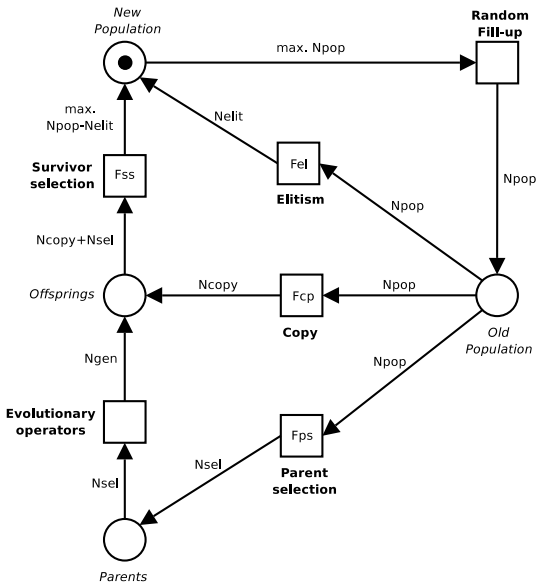 New
Population
Random
Fill-up
max. Npop
max.
Npop-Nelit
Nelit
Survivor
selection
Fss
Fel
Elitism
Npop
Npop
Ncopy+Nsel
Offsprings
Ncopy
Fcp
Copy
Npop
Old
Population
Ngen
Npop
Evolutionary
operators
Fps
Nsel
Parent
selection
Nsel
Parents